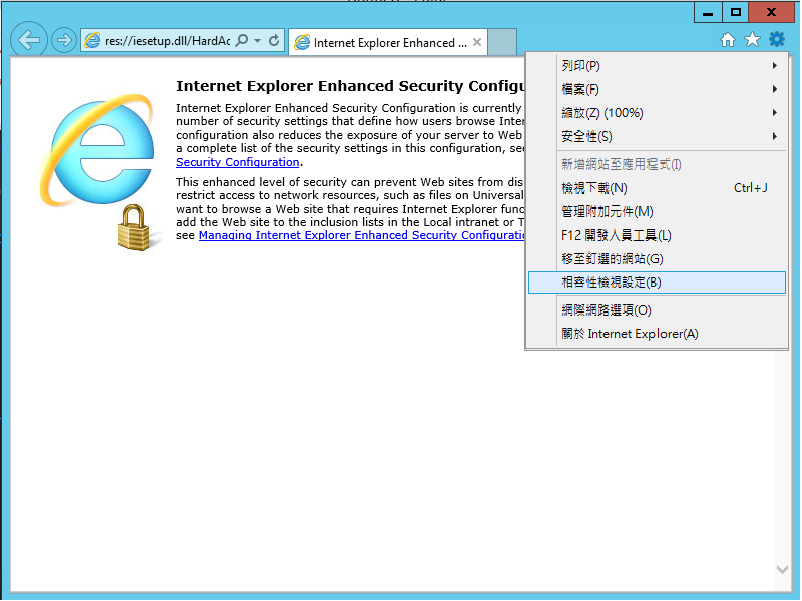 res://iesetup.dll/HardAc
Internet Explorer Enhanced ...
Internet Explorer Enhanced Security Configu
Internet Explorer Enhanced Security Configuration is currently
number of security settings that define how users browse Inter
configuration also reduces the exposure of your server to Web
a complete list of the security settings in this configuration, see
Security Configuration.
This enhanced level of security can prevent Web sites from dis
restrict access to network resources, such as files on Universal
want to browse a Web site that requires Internet Explorer func
add the Web site to the inclusion lists in the Local intranet or T
see Managing Internet Explorer Enhanced Security Configuratio
列印(P)
檔案(F)
縮放(Z) (100%)
安全性(S)
新增網站至應用程式(I)
檢視下載(N) Ctrl+J
管理附加元件(M)
F12 開發人員工具(L)
移至釘選的網站(G)
相容性檢視設定(B)
網際網路選項(O)
關於 Internet Explorer(A)